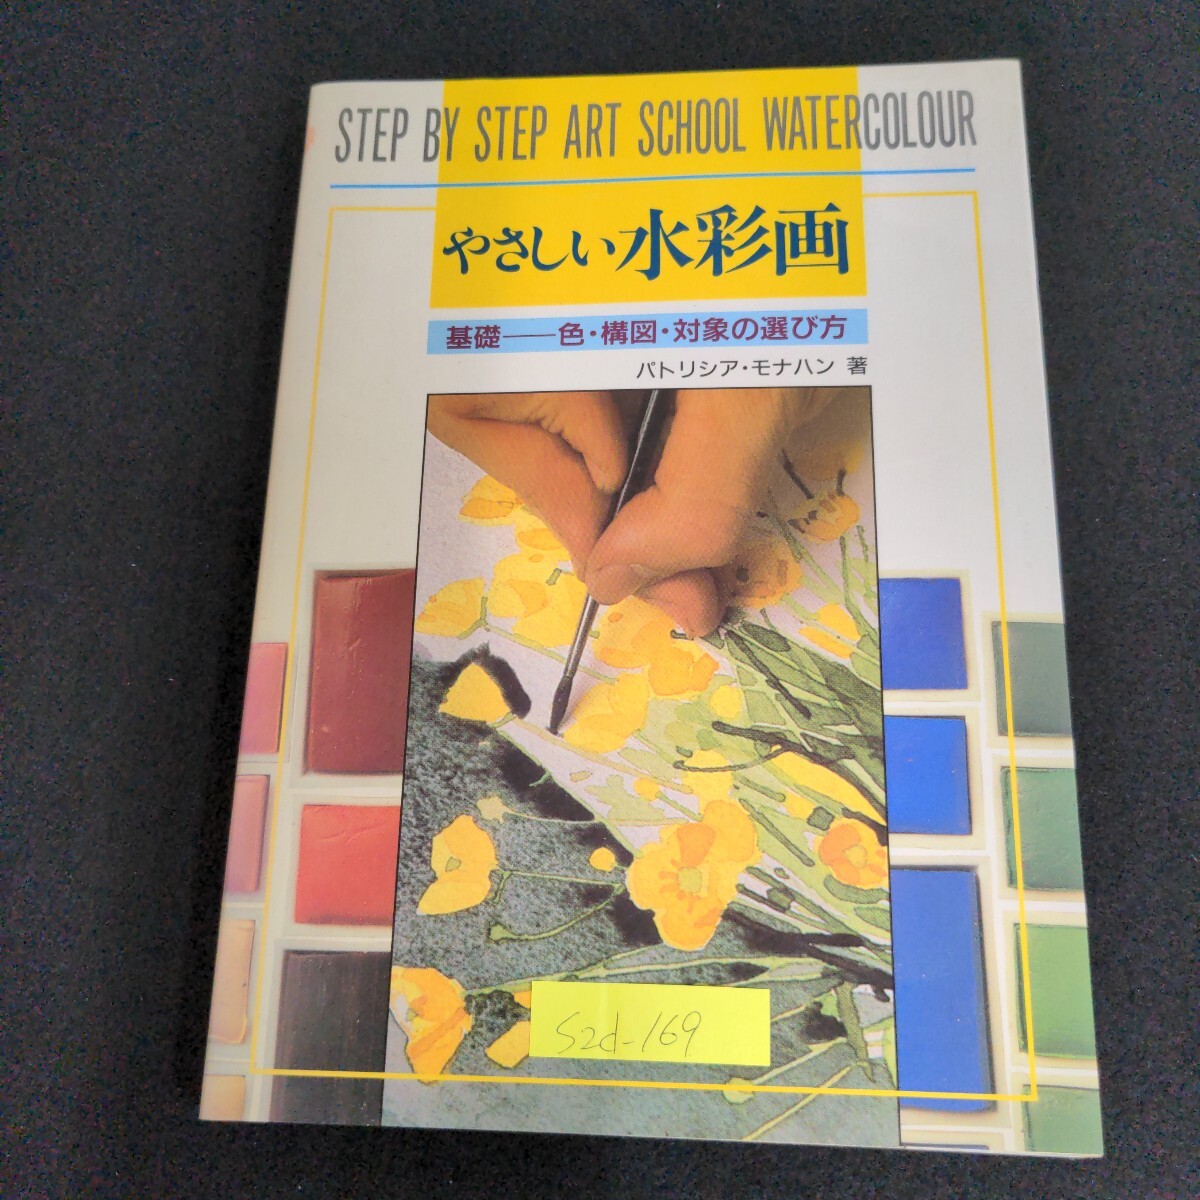 STEP BY STEP ART SCHOOL WATERCOLOUR
やさしい水彩画
基礎――色・構図・対象の選び方
パトリシア・モナハン 著
S2d-169